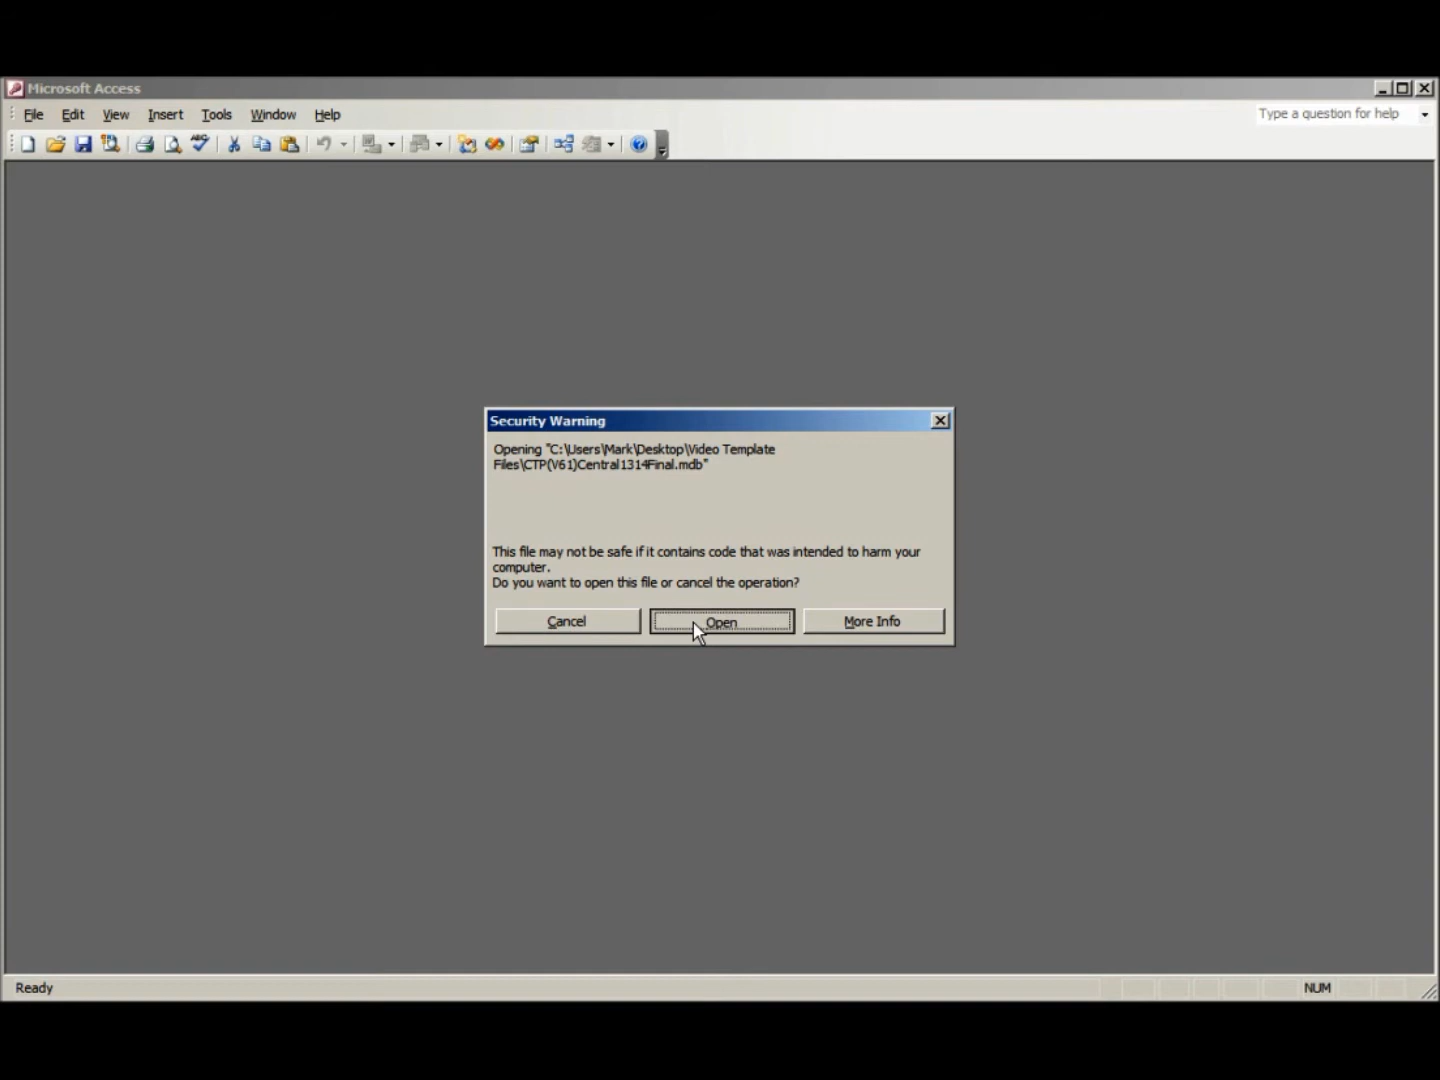 Microsoft Access
File Edit View Insert Tools Window Help
Type a question for help
Security Warning
Opening "C:\Users\Mark\Desktop\Video Template
Files\CTP(V61)Central1314Final.mdb"
This file may not be safe if it contains code that was intended to harm your
computer.
Do you want to open this file or cancel the operation?
Cancel Open More Info
Ready NUM